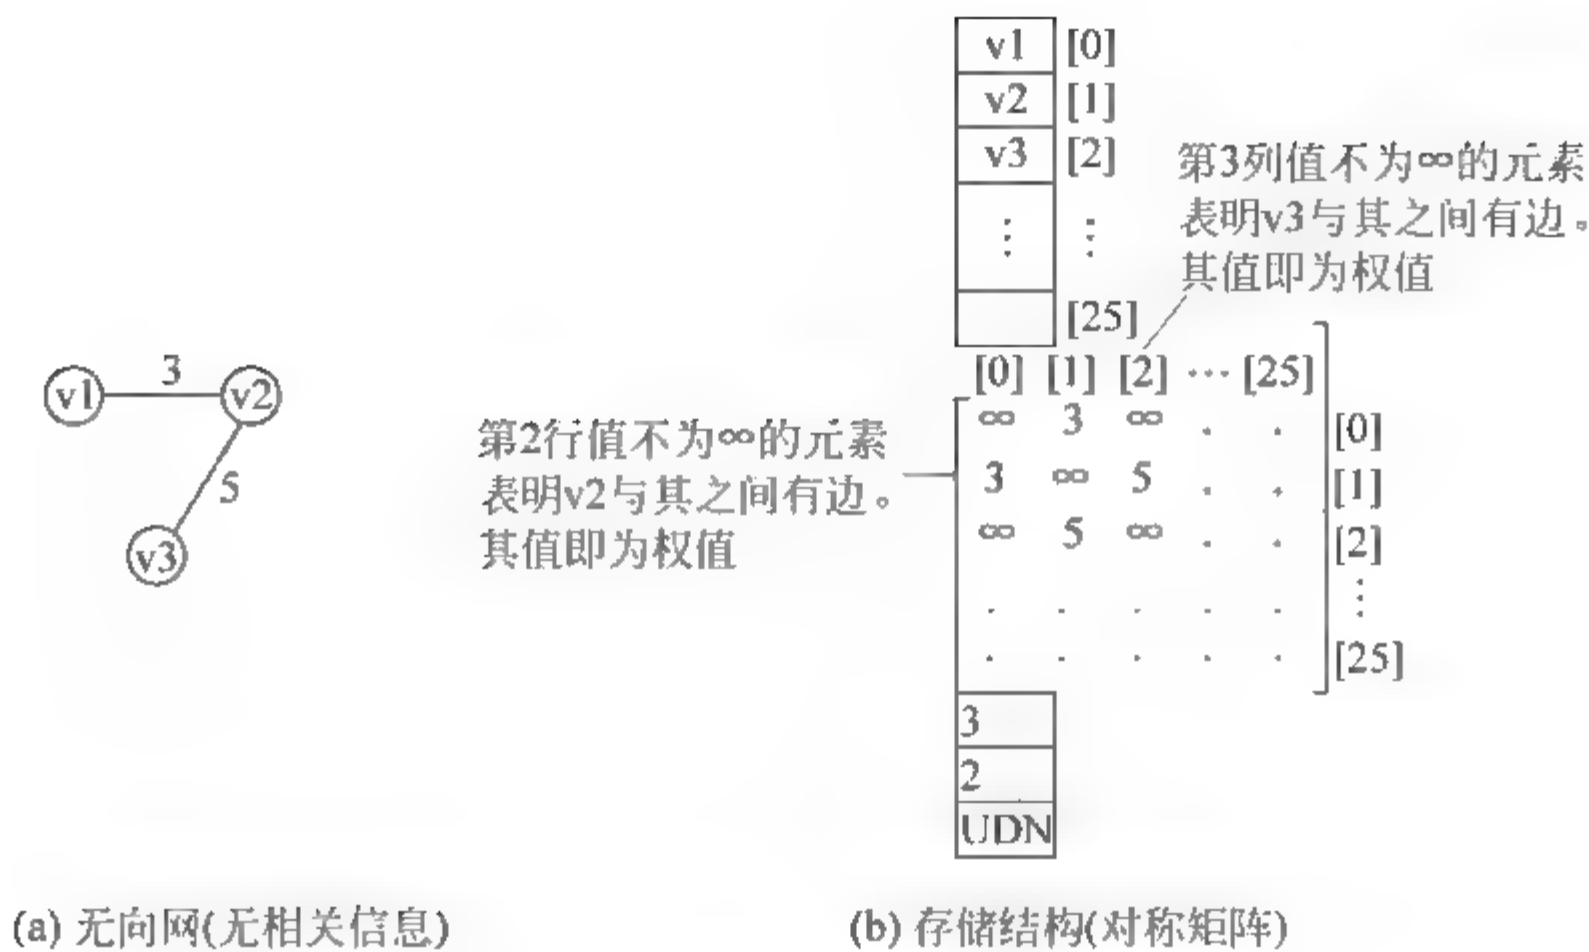 v1 [0]
v2 [1]
v3 [2]
⋮ ⋮
[25]
第3列值不为∞的元素
表明v3与其之间有边。
其值即为权值
v1 3 v2
5
v3
第2行值不为∞的元素
表明v2与其之间有边。
其值即为权值
[0] [1] [2] ⋯ [25]
∞ 3 ∞ . . [0]
3 ∞ 5 . . [1]
∞ 5 ∞ . . [2]
. . . . . ⋮
. . . . . [25]
3
2
UDN
(a) 无向网(无相关信息)
(b) 存储结构(对称矩阵)